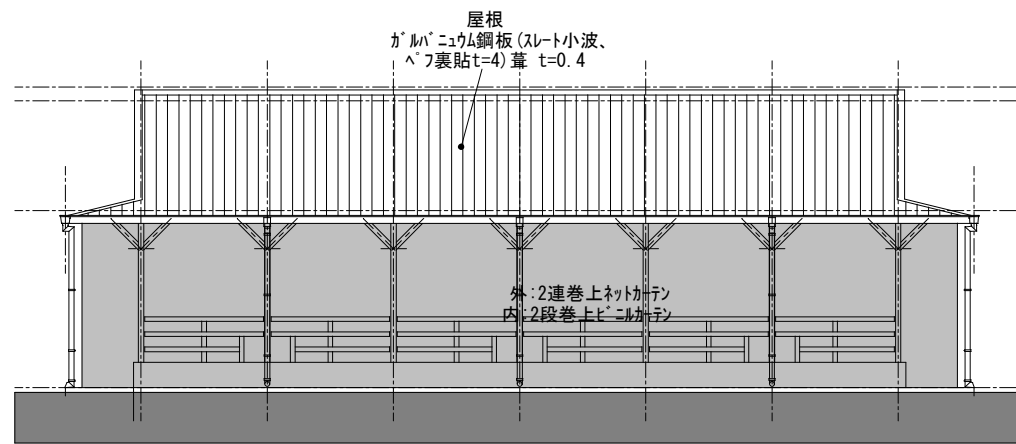 屋根
ｶﾞﾙﾊﾞﾆｭｳﾑ鋼板(ｽﾚｰﾄ小波、
ﾍﾟﾌ裏貼t=4)葺 t=0.4
外:2連巻上ﾈｯﾄｶｰﾃﾝ
内:2段巻上ﾋﾞﾆﾙｶｰﾃﾝ